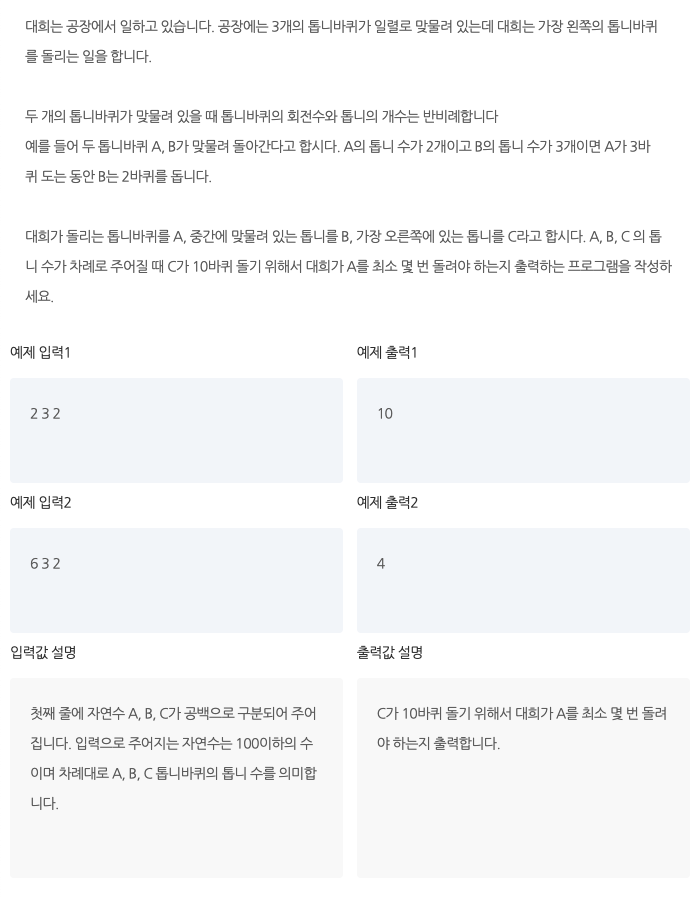 대희는 공장에서 일하고 있습니다. 공장에는 3개의 톱니바퀴가 일렬로 맞물려 있는데 대희는 가장 왼쪽의 톱니바퀴
를 돌리는 일을 합니다.
두 개의 톱니바퀴가 맞물려 있을 때 톱니바퀴의 회전수와 톱니의 개수는 반비례합니다
예를 들어 두 톱니바퀴 A, B가 맞물려 돌아간다고 합시다. A의 톱니 수가 2개이고 B의 톱니 수가 3개이면 A가 3바
퀴 도는 동안 B는 2바퀴를 돕니다.
대희가 돌리는 톱니바퀴를 A, 중간에 맞물려 있는 톱니를 B, 가장 오른쪽에 있는 톱니를 C라고 합시다. A, B, C 의 톱
니 수가 차례로 주어질 때 C가 10바퀴 돌기 위해서 대희가 A를 최소 몇 번 돌려야 하는지 출력하는 프로그램을 작성하
세요.
예제 입력1
예제 출력1
2 3 2
10
예제 입력2
예제 출력2
6 3 2
4
입력값 설명
출력값 설명
첫째 줄에 자연수 A, B, C가 공백으로 구분되어 주어
집니다. 입력으로 주어지는 자연수는 100이하의 수
이며 차례대로 A, B, C 톱니바퀴의 톱니 수를 의미합
니다.
C가 10바퀴 돌기 위해서 대희가 A를 최소 몇 번 돌려
야 하는지 출력합니다.